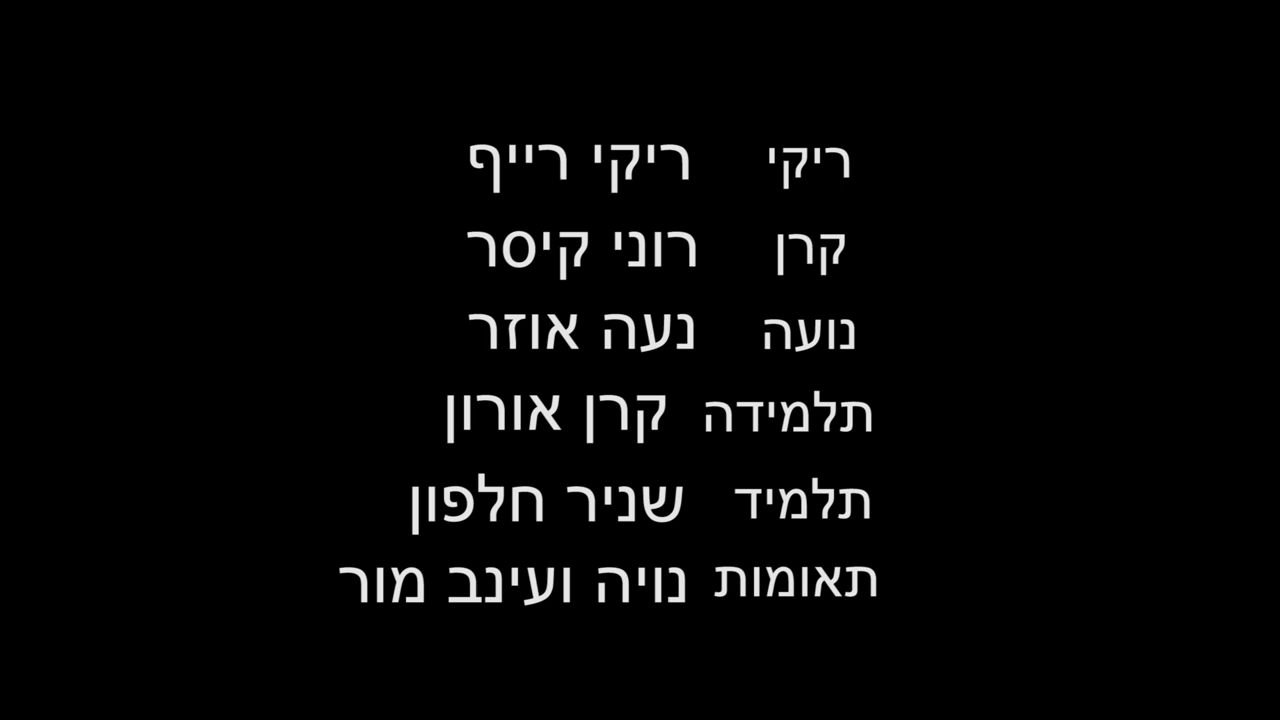 ריקי ריקי רייף
קרן רוני קיסר
נועה נעה אוזר
תלמידה קרן אורון
תלמיד שניר חלפון
תאומות נויה ועינב מור